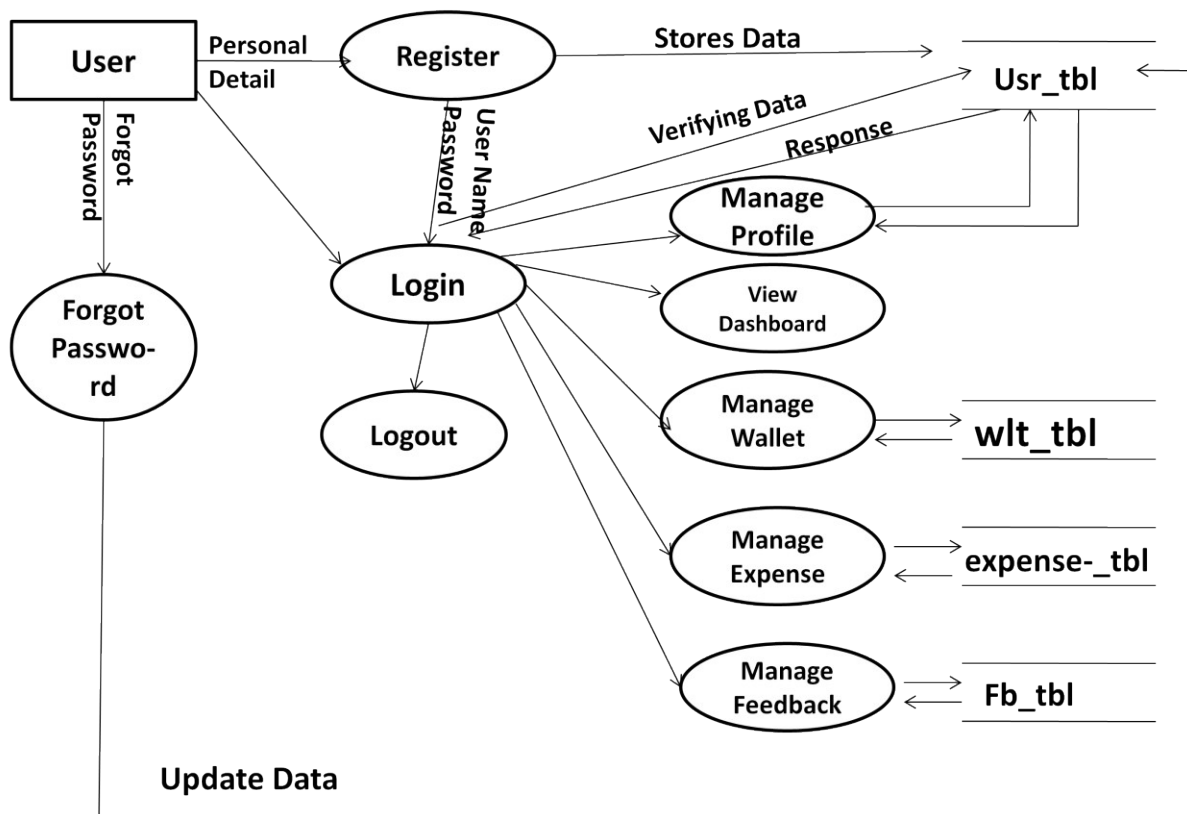 User
Personal
Detail
Register
Stores Data
Usr_tbl
Forgot
Password
User Name
Password
Verifying Data
Response
Manage
Profile
Login
View
Dashboard
Forgot
Passwo-
rd
Logout
Manage
Wallet
wlt_tbl
Manage
Expense
expense-_tbl
Manage
Feedback
Fb_tbl
Update Data